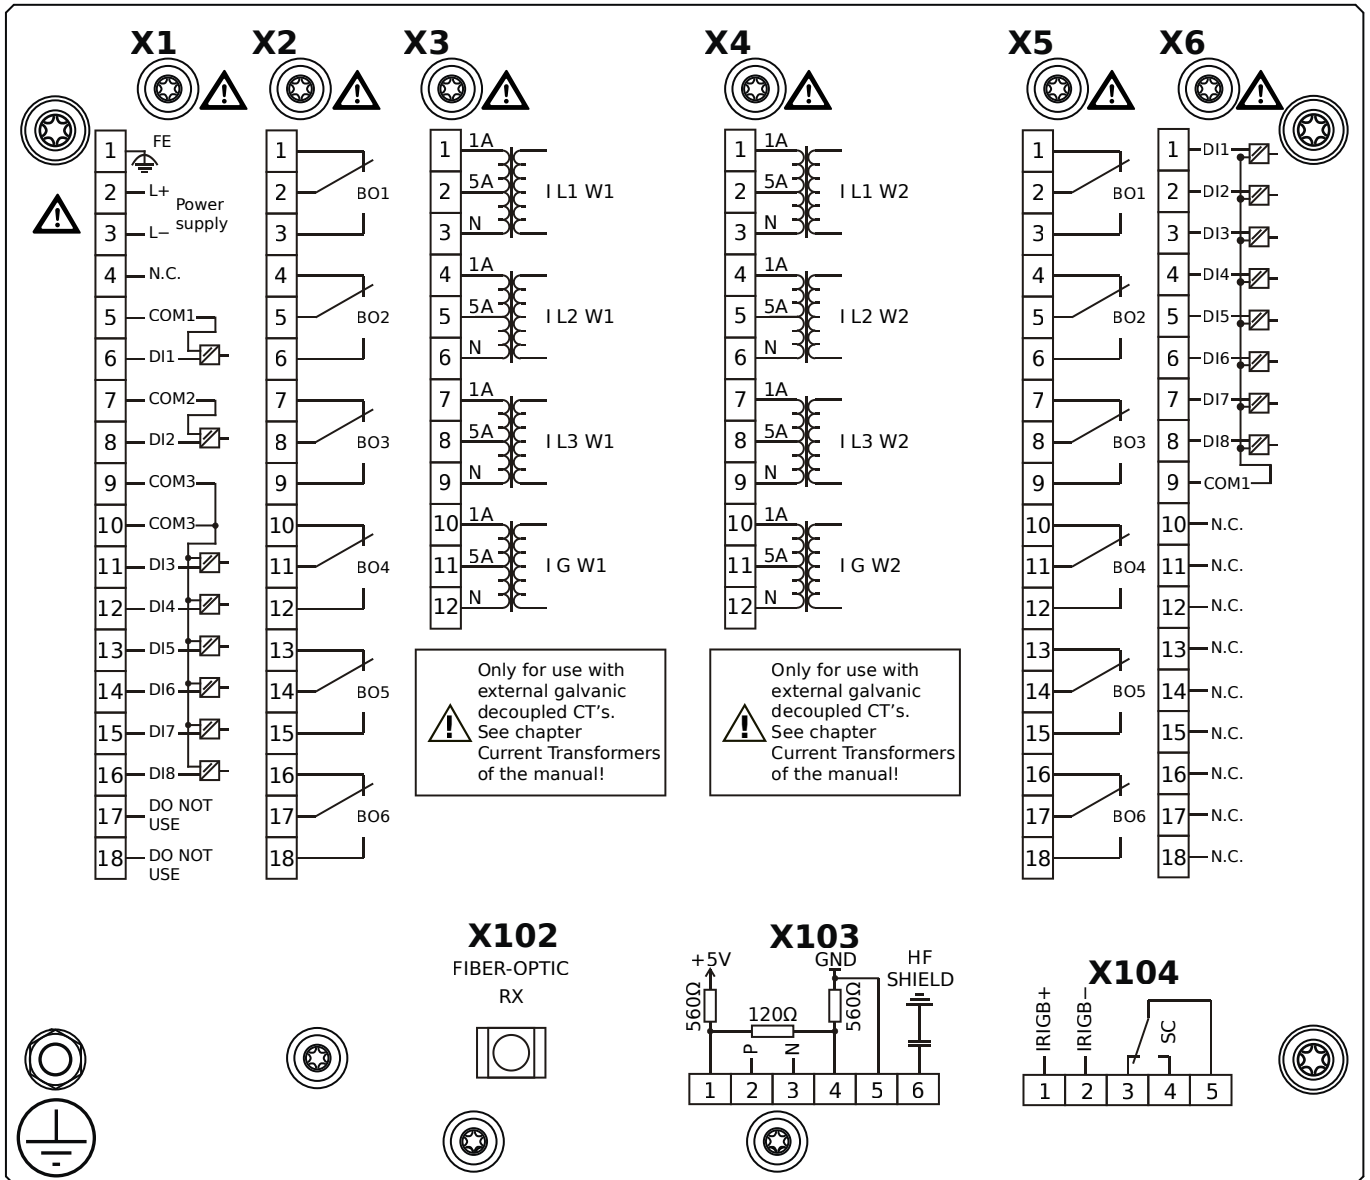 X1 X2 X3 X4 X5 X6
1 FE
2 L+
Power
supply
3 L−
4 N.C.
5 COM1
6 DI1
7 COM2
8 DI2
9 COM3
10 COM3
11 DI3
12 DI4
13 DI5
14 DI6
15 DI7
16 DI8
17 DO NOT
USE
18 DO NOT
USE
1
2 BO1
3
4
5 BO2
6
7
8 BO3
9
10
11 BO4
12
13
14 BO5
15
16
17 BO6
18
1 1A
2 5A I L1 W1
3 N
4 1A
5 5A I L2 W1
6 N
7 1A
8 5A I L3 W1
9 N
10 1A
11 5A I G W1
12 N
Only for use with
external galvanic
decoupled CT's.
See chapter
Current Transformers
of the manual!
1 1A
2 5A I L1 W2
3 N
4 1A
5 5A I L2 W2
6 N
7 1A
8 5A I L3 W2
9 N
10 1A
11 5A I G W2
12 N
Only for use with
external galvanic
decoupled CT's.
See chapter
Current Transformers
of the manual!
1
2 BO1
3
4
5 BO2
6
7
8 BO3
9
10
11 BO4
12
13
14 BO5
15
16
17 BO6
18
1 DI1
2 DI2
3 DI3
4 DI4
5 DI5
6 DI6
7 DI7
8 DI8
9 COM1
10 N.C.
11 N.C.
12 N.C.
13 N.C.
14 N.C.
15 N.C.
16 N.C.
17 N.C.
18 N.C.
X102
FIBER-OPTIC
RX
X103
+5V GND HF
SHIELD
560Ω 120Ω 560Ω
P N
1 2 3 4 5 6
X104
IRIGB+ IRIGB− SC
1 2 3 4 5